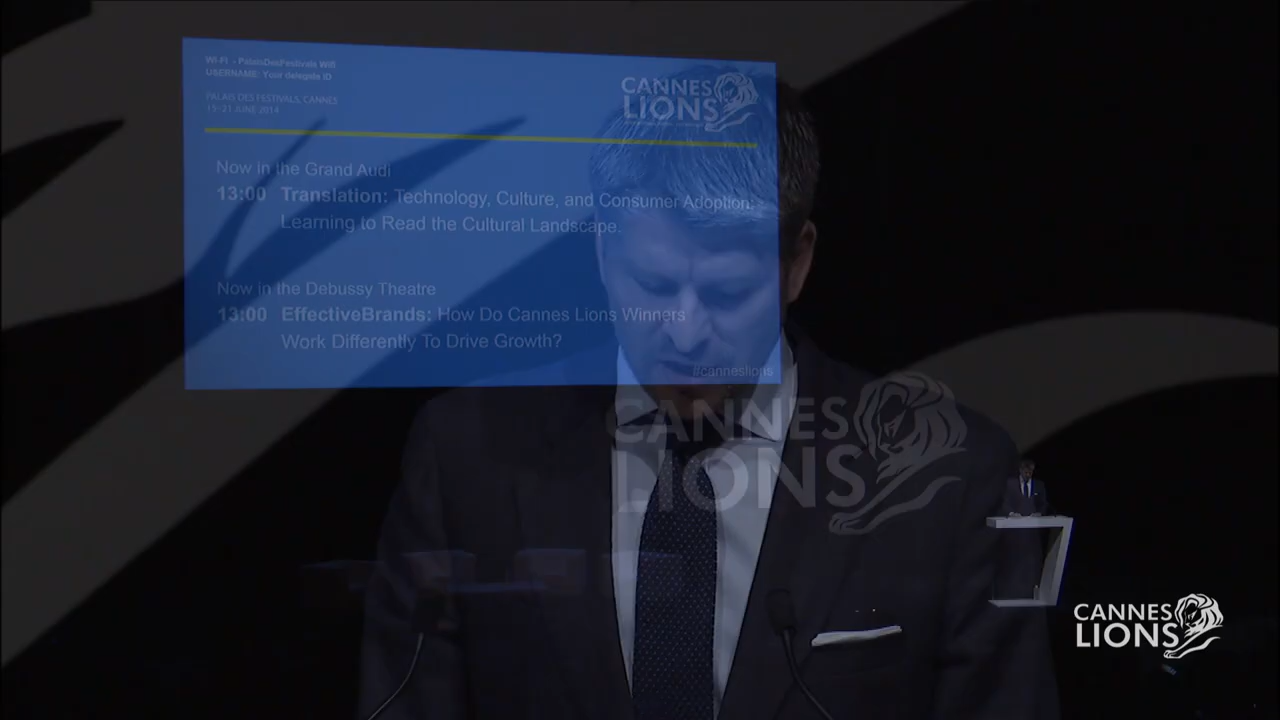 WI-FI - PalaisDesFestivals Wifi
USERNAME: Your delegate ID
PALAIS DES FESTIVALS, CANNES
15-21 JUNE 2014
CANNES
LIONS
Now in the Grand Audi
13:00 Translation: Technology, Culture, and Consumer Adoption:
Learning to Read the Cultural Landscape.
Now in the Debussy Theatre
13:00 EffectiveBrands: How Do Cannes Lions Winners
Work Differently To Drive Growth?
#canneslions
CANNES
LIONS
CANNES
LIONS